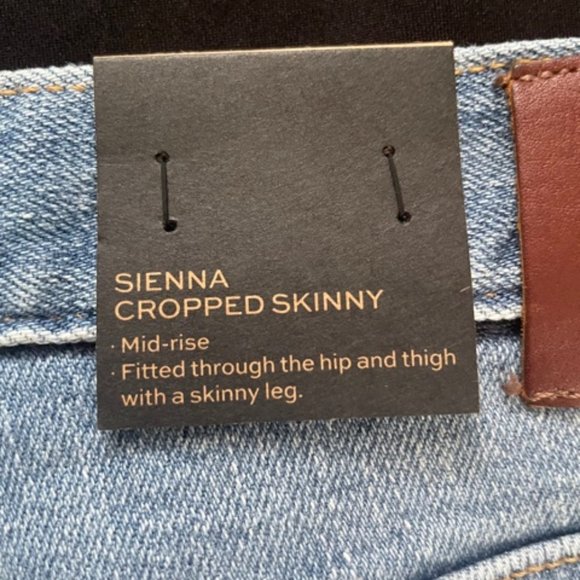 SIENNA
CROPPED SKINNY
· Mid-rise
· Fitted through the hip and thigh
with a skinny leg.